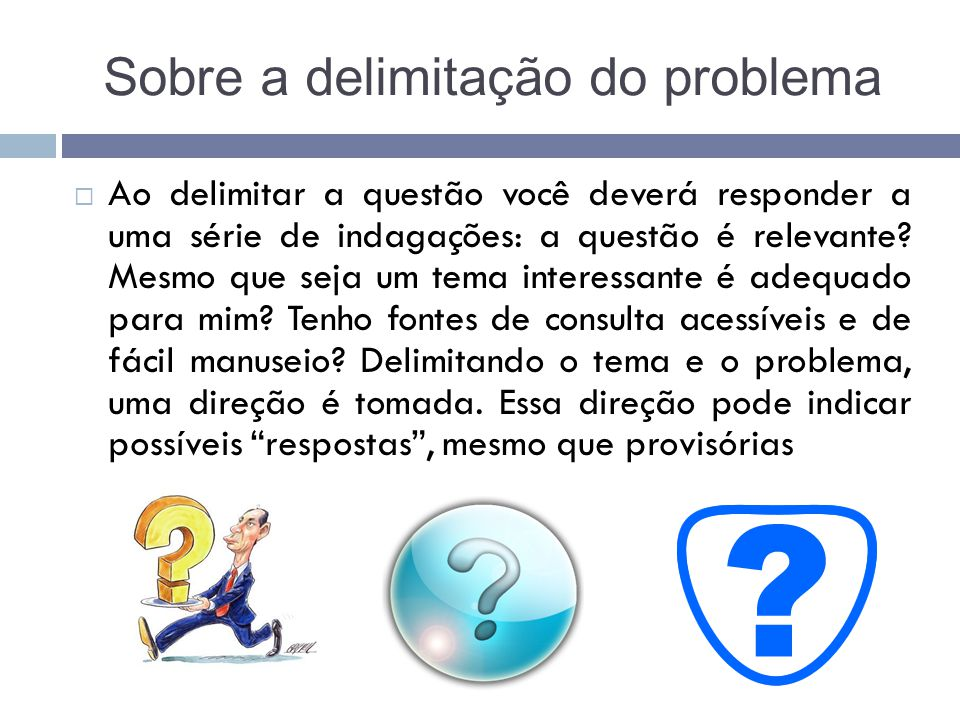 Sobre a delimitação do problema
Ao delimitar a questão você deverá responder a
uma série de indagações: a questão é relevante?
Mesmo que seja um tema interessante é adequado
para mim? Tenho fontes de consulta acessíveis e de
fácil manuseio? Delimitando o tema e o problema,
uma direção é tomada. Essa direção pode indicar
possíveis “respostas”, mesmo que provisórias
?
?
?